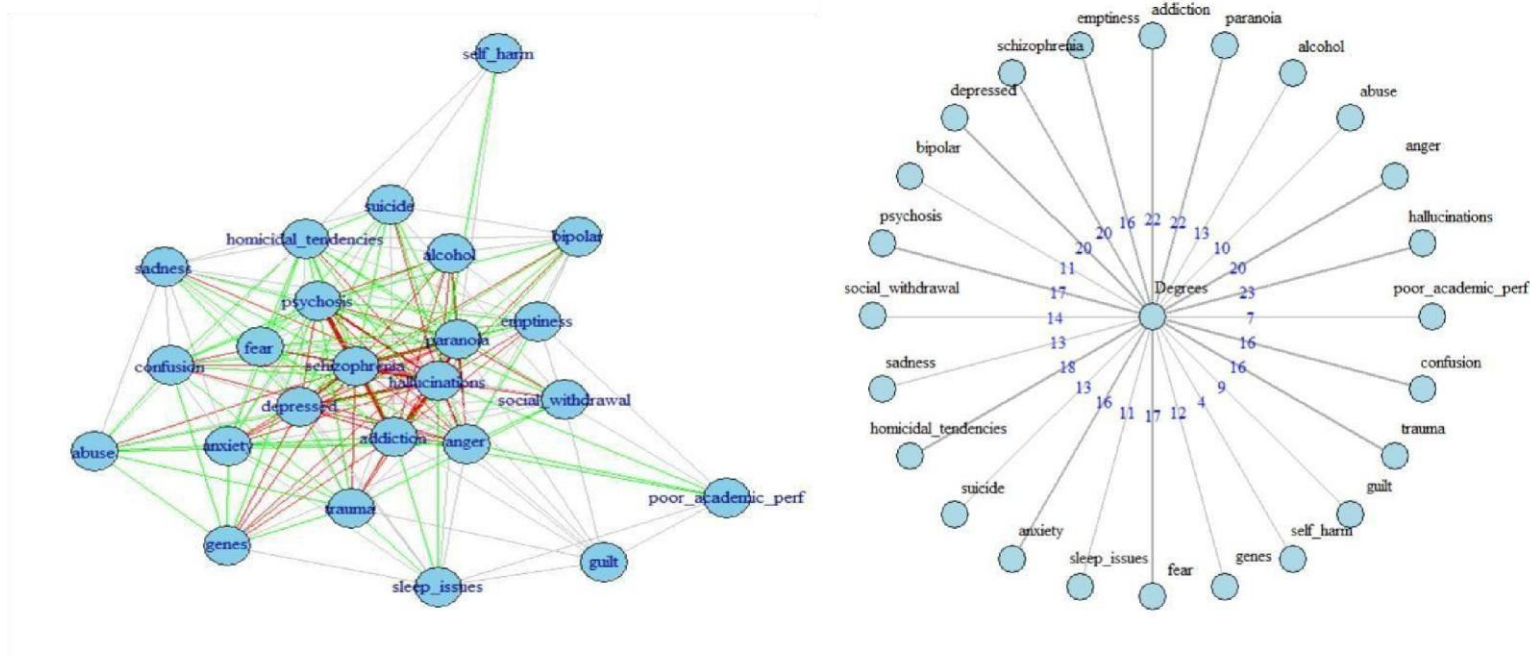 self_harm
suicide
homicidal_tendencies
bipolar
alcohol
sadness
psychosis
emptiness
paranoia
fear
confusion
schizophrenia
hallucinations
social_withdrawal
depressed
addiction
anger
anxiety
abuse
poor_academic_perf
trauma
genes
guilt
sleep_issues
addiction
emptiness
paranoia
schizophrenia
alcohol
depressed
abuse
bipolar
anger
psychosis
hallucinations
social_withdrawal
poor_academic_perf
sadness
confusion
homicidal_tendencies
trauma
suicide
guilt
anxiety
self_harm
sleep_issues
genes
fear
Degrees
16
22
22
20
13
20
10
11
20
17
23
14
7
13
16
18
16
13
9
16
4
11
12
17